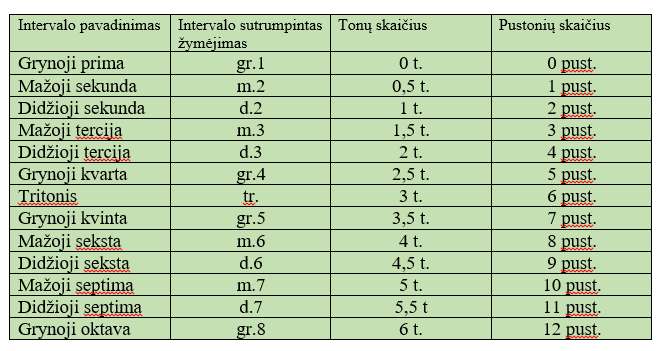 Intervalo pavadinimas Intervalo sutrumpintas žymėjimas Tonų skaičius Pustonių skaičius
Grynoji prima gr.1 0 t. 0 pust.
Mažoji sekunda m.2 0,5 t. 1 pust.
Didžioji sekunda d.2 1 t. 2 pust.
Mažoji tercija m.3 1,5 t. 3 pust.
Didžioji tercija d.3 2 t. 4 pust.
Grynoji kvarta gr.4 2,5 t. 5 pust.
Tritonis tr. 3 t. 6 pust.
Grynoji kvinta gr.5 3,5 t. 7 pust.
Mažoji seksta m.6 4 t. 8 pust.
Didžioji seksta d.6 4,5 t. 9 pust.
Mažoji septima m.7 5 t. 10 pust.
Didžioji septima d.7 5,5 t 11 pust.
Grynoji oktava gr.8 6 t. 12 pust.